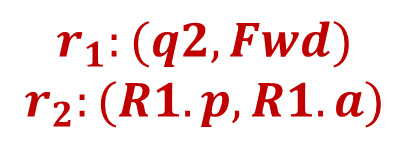 r₁: (q2, Fwd)
r₂: (R1.p, R1.a)